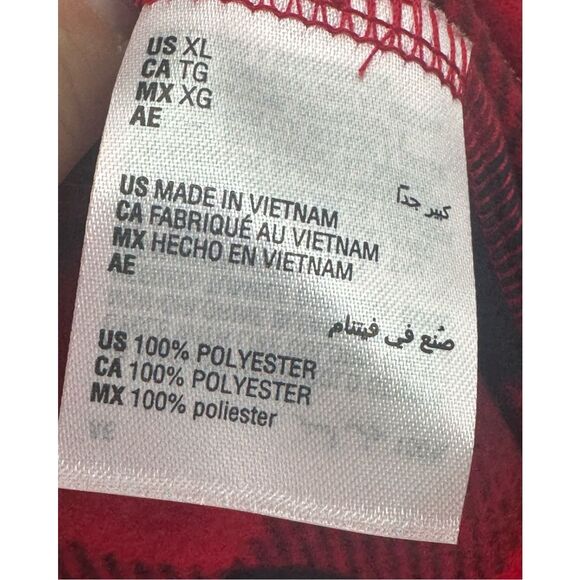 US XL
CA TG
MX XG
AE
كبير جداً
US MADE IN VIETNAM
CA FABRIQUÉ AU VIETNAM
MX HECHO EN VIETNAM
AE
صُنع في فيتنام
US 100% POLYESTER
CA 100% POLYESTER
MX 100% poliester